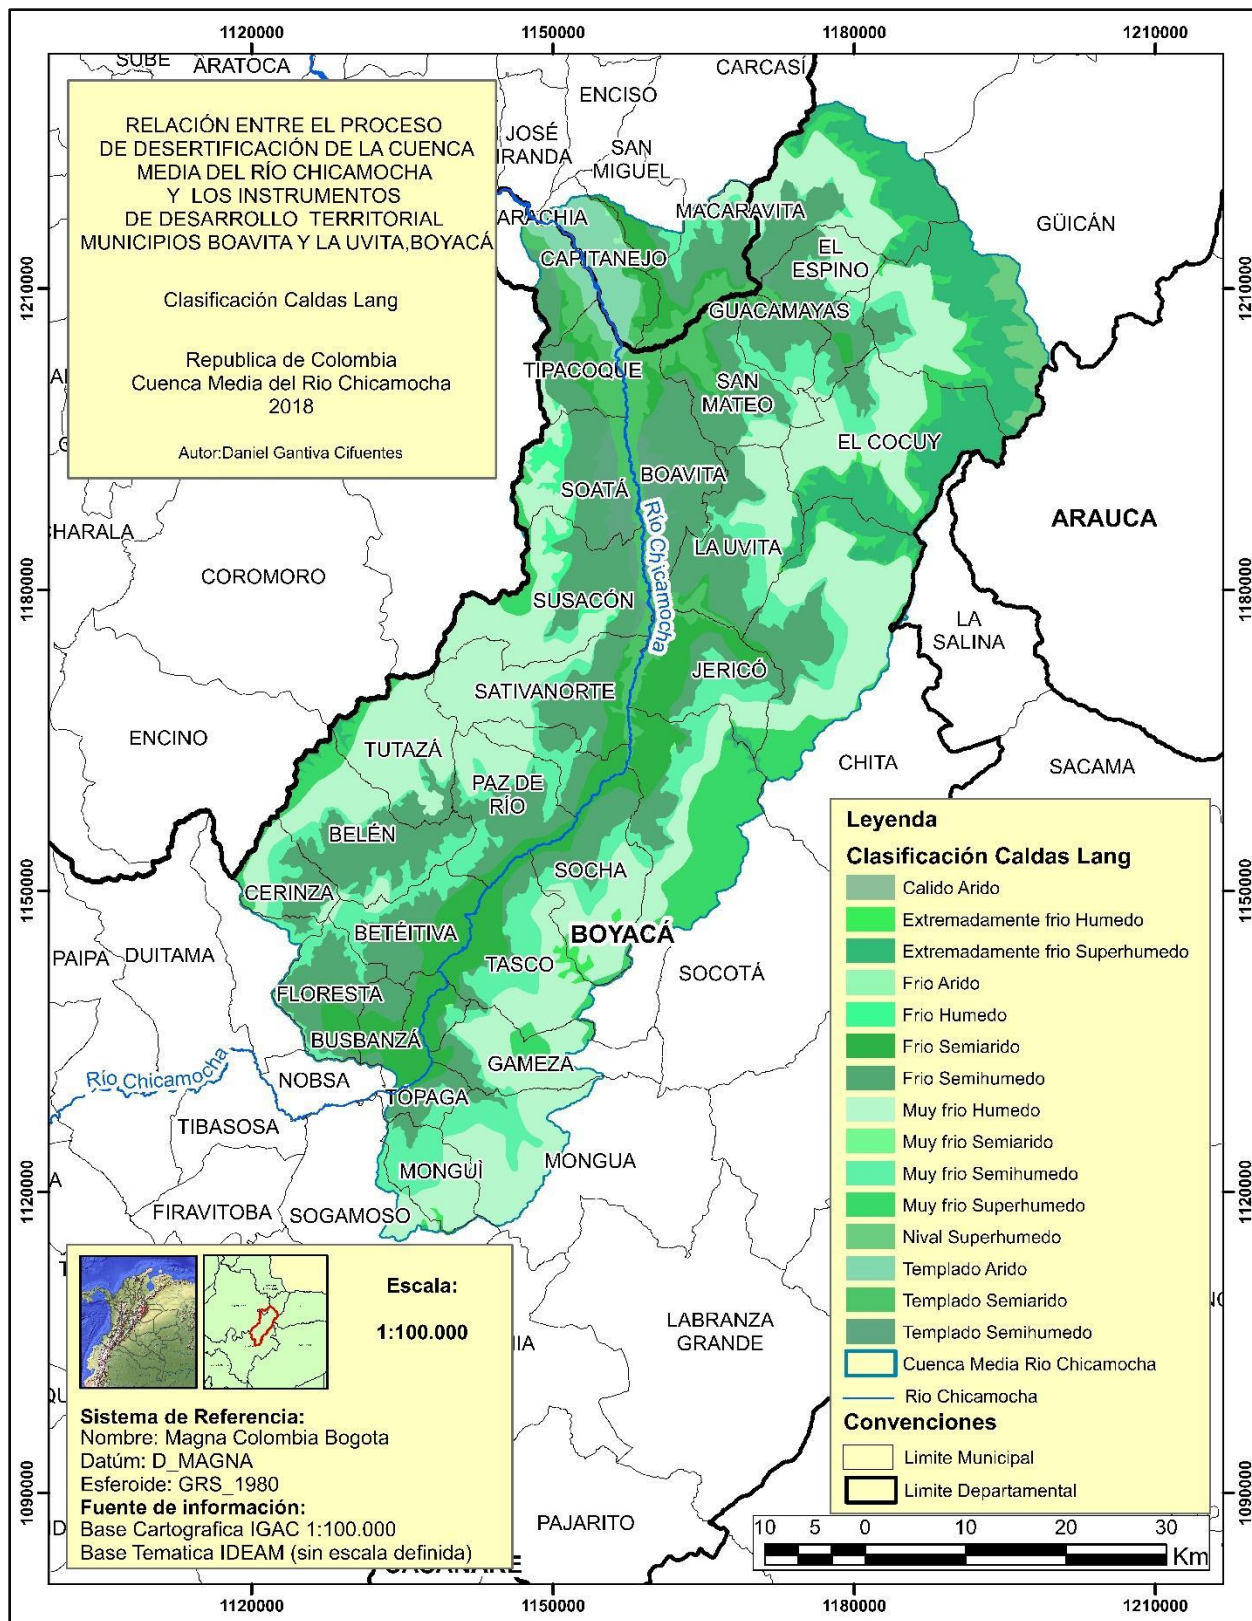 1120000
1150000
1180000
1210000
SUBE
ARATOCA
CARCASÍ
ENCISO
JOSÉ
IRANDA
SAN
MIGUEL
RELACIÓN ENTRE EL PROCESO
DE DESERTIFICACIÓN DE LA CUENCA
MEDIA DEL RÍO CHICAMOCHA
Y LOS INSTRUMENTOS
DE DESARROLLO TERRITORIAL
MUNICIPIOS BOAVITA Y LA UVITA,BOYACÁ
Clasificación Caldas Lang
Republica de Colombia
Cuenca Media del Rio Chicamocha
2018
Autor:Daniel Gantiva Cifuentes
ARACHIA
MACARAVITA
GÜICÁN
CAPITANEJO
EL
ESPINO
1210000
1210000
GUACAMAYAS
TIPACOQUE
SAN
MATEO
EL COCUY
BOAVITA
SOATÁ
Río Chicamocha
ARAUCA
HARALA
LA UVITA
COROMORO
1180000
1180000
SUSACÓN
LA
SALINA
JERICÓ
SATIVANORTE
ENCINO
TUTAZÁ
CHITA
SACAMA
PAZ DE
RÍO
BELÉN
SOCHA
CERINZA
1150000
1150000
BETÉITIVA
BOYACÁ
PAIPA
DUITAMA
TASCO
SOCOTÁ
FLORESTA
BUSBANZÁ
GAMEZA
Río Chicamocha
NOBSA
TOPAGA
TIBASOSA
MONGUÌ
MONGUA
1120000
1120000
FIRAVITOBA
SOGAMOSO
LABRANZA
GRANDE
PAJARITO
1090000
1090000
Leyenda
Clasificación Caldas Lang
Calido Arido
Extremadamente frio Humedo
Extremadamente frio Superhumedo
Frio Arido
Frio Humedo
Frio Semiarido
Frio Semihumedo
Muy frio Humedo
Muy frio Semiarido
Muy frio Semihumedo
Muy frio Superhumedo
Nival Superhumedo
Templado Arido
Templado Semiarido
Templado Semihumedo
Cuenca Media Rio Chicamocha
Rio Chicamocha
Convenciones
Limite Municipal
Limite Departamental
10 5 0 10 20 30
Km
Escala:
1:100.000
Sistema de Referencia:
Nombre: Magna Colombia Bogota
Datúm: D_MAGNA
Esferoide: GRS_1980
Fuente de información:
Base Cartografica IGAC 1:100.000
Base Tematica IDEAM (sin escala definida)
1120000
1150000
1180000
1210000